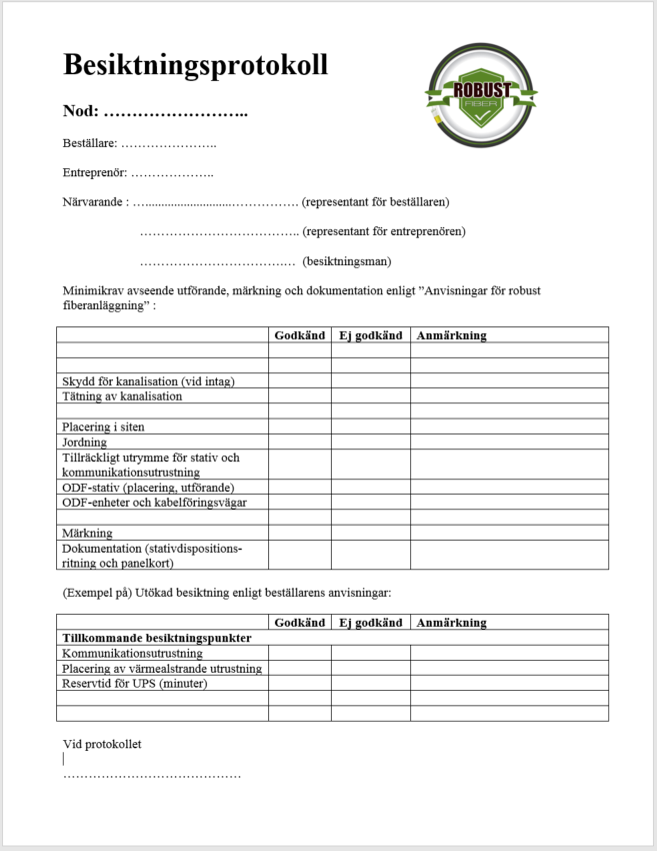 Besiktningsprotokoll
ROBUST
FIBER
Nod: ……………………..
Beställare: …………………..
Entreprenör: ………………..
Närvarande : …...........................……………. (representant för beställaren)
……………………………….. (representant för entreprenören)
……………………………….. (besiktningsman)
Minimikrav avseende utförande, märkning och dokumentation enligt ”Anvisningar för robust
fiberanläggning” :
Godkänd Ej godkänd Anmärkning
Skydd för kanalisation (vid intag)
Tätning av kanalisation
Placering i siten
Jordning
Tillräckligt utrymme för stativ och
kommunikationsutrustning
ODF-stativ (placering, utförande)
ODF-enheter och kabelföringsvägar
Märkning
Dokumentation (stativdispositions-
ritning och panelkort)
(Exempel på) Utökad besiktning enligt beställarens anvisningar:
Godkänd Ej godkänd Anmärkning
Tillkommande besiktningspunkter
Kommunikationsutrustning
Placering av värmealstrande utrustning
Reservtid för UPS (minuter)
Vid protokollet
……………………………………